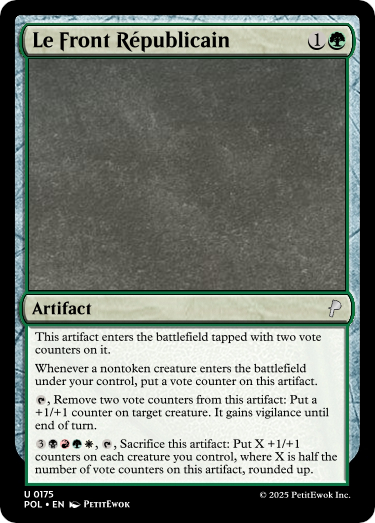 Le Front Républicain 1
Artifact
This artifact enters the battlefield tapped with two vote
counters on it.
Whenever a nontoken creature enters the battlefield
under your control, put a vote counter on this artifact.
, Remove two vote counters from this artifact: Put a
+1/+1 counter on target creature. It gains vigilance until
end of turn.
3 , , Sacrifice this artifact: Put X +1/+1
counters on each creature you control, where X is half the
number of vote counters on this artifact, rounded up.
U 0175
POL • EN PetitEwok
© 2025 PetitEwok Inc.